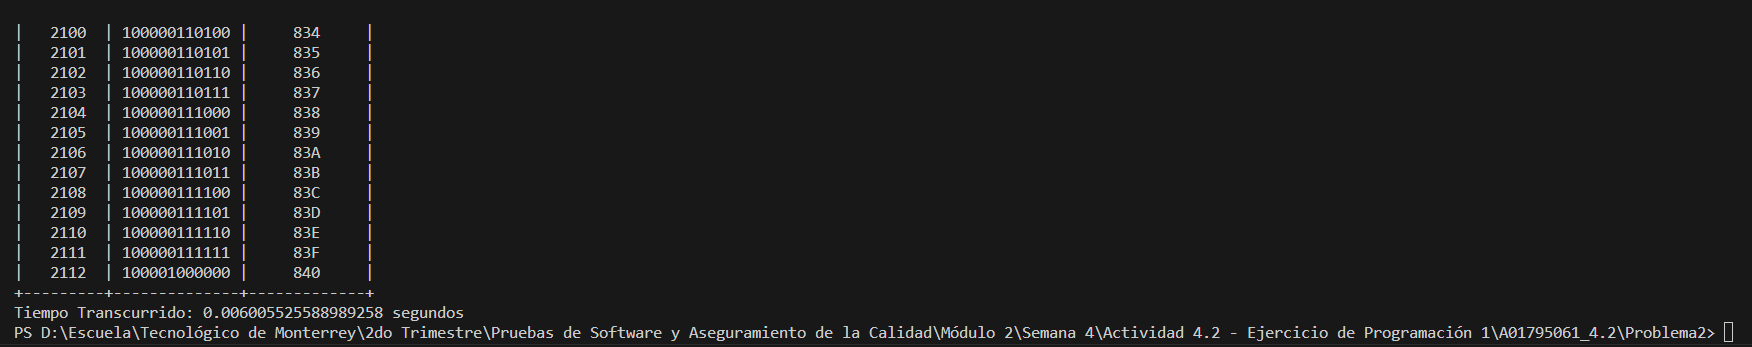 |   2100  | 100000110100 |     834     |
|   2101  | 100000110101 |     835     |
|   2102  | 100000110110 |     836     |
|   2103  | 100000110111 |     837     |
|   2104  | 100000111000 |     838     |
|   2105  | 100000111001 |     839     |
|   2106  | 100000111010 |     83A     |
|   2107  | 100000111011 |     83B     |
|   2108  | 100000111100 |     83C     |
|   2109  | 100000111101 |     83D     |
|   2110  | 100000111110 |     83E     |
|   2111  | 100000111111 |     83F     |
|   2112  | 100001000000 |     840     |
+---------+--------------+-------------+
Tiempo Transcurrido: 0.006005525588989258 segundos
PS D:\Escuela\Tecnológico de Monterrey\2do Trimestre\Pruebas de Software y Aseguramiento de la Calidad\Módulo 2\Semana 4\Actividad 4.2 - Ejercicio de Programación 1\A01795061_4.2\Problema2>